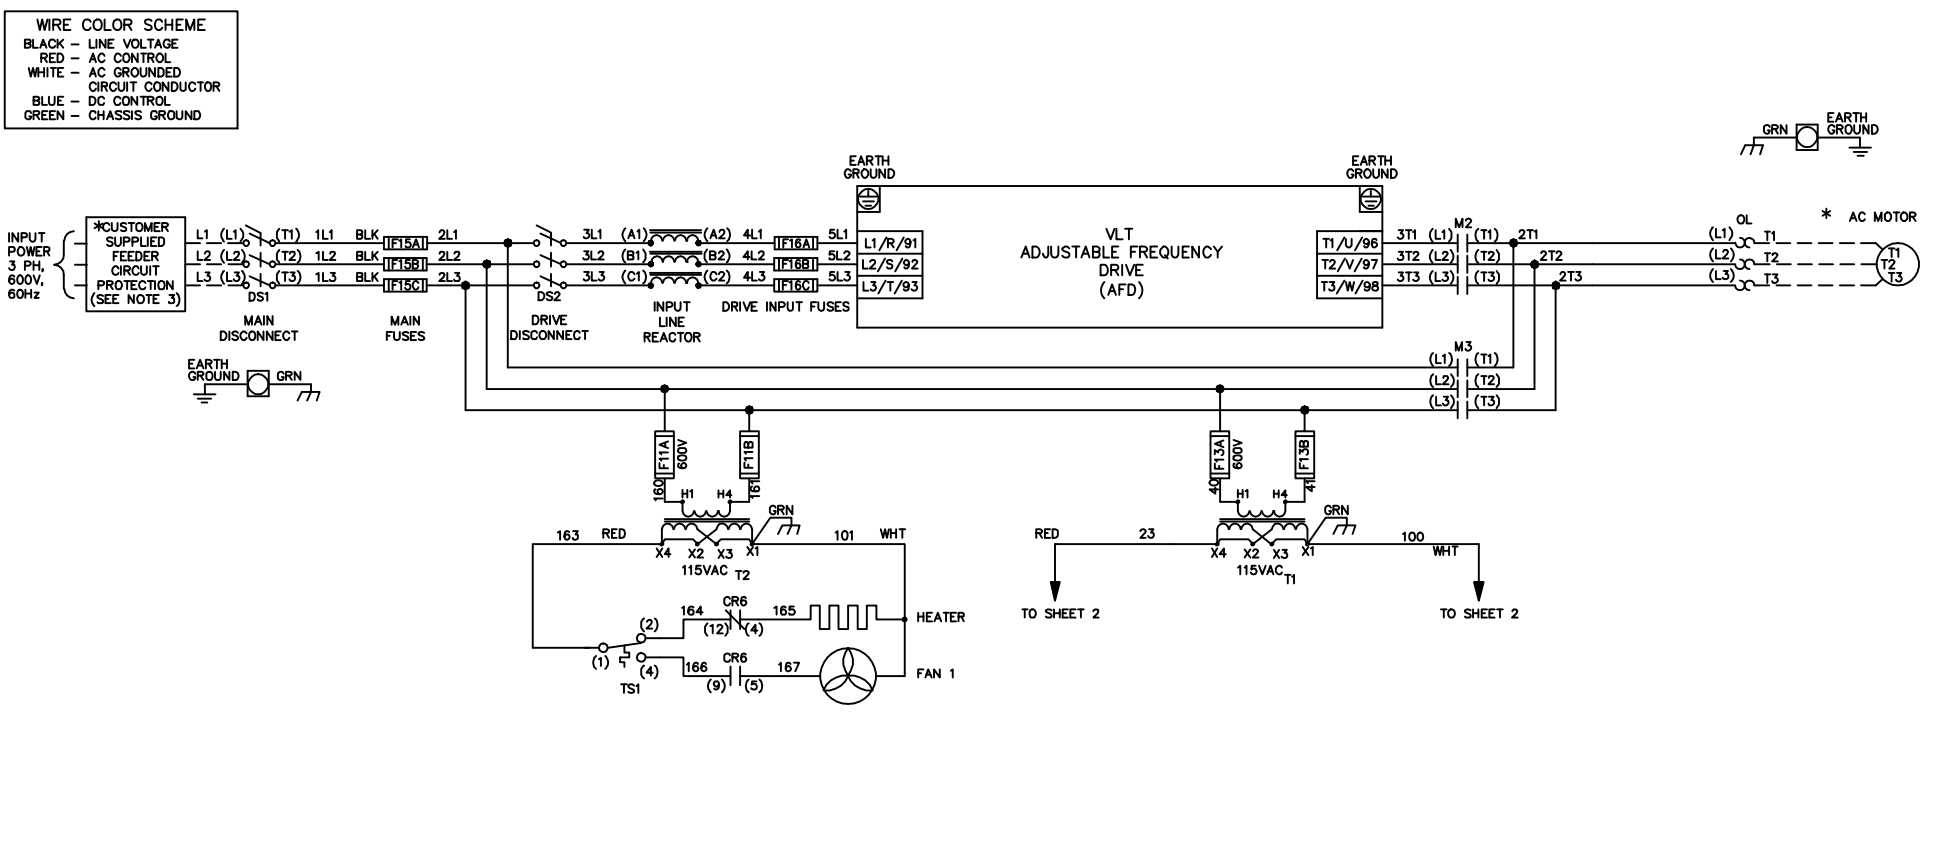 WIRE COLOR SCHEME
BLACK – LINE VOLTAGE
RED – AC CONTROL
WHITE – AC GROUNDED
CIRCUIT CONDUCTOR
BLUE – DC CONTROL
GREEN – CHASSIS GROUND
INPUT
POWER
3 PH,
600V,
60Hz
*CUSTOMER
SUPPLIED
FEEDER
CIRCUIT
PROTECTION
(SEE NOTE 3)
L1 (L1) (T1) 1L1 BLK F15A 2L1 3L1 (A1) (A2) 4L1 F16A 5L1 L1/R/91
L2 (L2) (T2) 1L2 BLK F15B 2L2 3L2 (B1) (B2) 4L2 F16B 5L2 L2/S/92
L3 (L3) (T3) 1L3 BLK F15C 2L3 3L3 (C1) (C2) 4L3 F16C 5L3 L3/T/93
DS1
MAIN
DISCONNECT
MAIN
FUSES
DS2
DRIVE
DISCONNECT
INPUT
LINE
REACTOR
DRIVE INPUT FUSES
EARTH
GROUND
EARTH
GROUND
VLT
ADJUSTABLE FREQUENCY
DRIVE
(AFD)
M2
T1/U/96 3T1 (L1) (T1) 2T1
T2/V/97 3T2 (L2) (T2) 2T2
T3/W/98 3T3 (L3) (T3) 2T3
OL
(L1) T1
(L2) T2
(L3) T3
* AC MOTOR
T1
T2
T3
GRN
EARTH
GROUND
EARTH
GROUND
GRN
M3
(L1) (T1)
(L2) (T2)
(L3) (T3)
F11A
600V
F11B
160
161
H1 H4
GRN
163 RED
101 WHT
X4 X2 X3 X1
115VAC T2
164 CR6 165
(12) (4)
HEATER
(2)
(1)
(4)
TS1
166 CR6 167
(9) (5)
FAN 1
F13A
600V
F13B
40
41
H1 H4
GRN
RED 23
100
WHT
X4 X2 X3 X1
115VAC T1
TO SHEET 2
TO SHEET 2